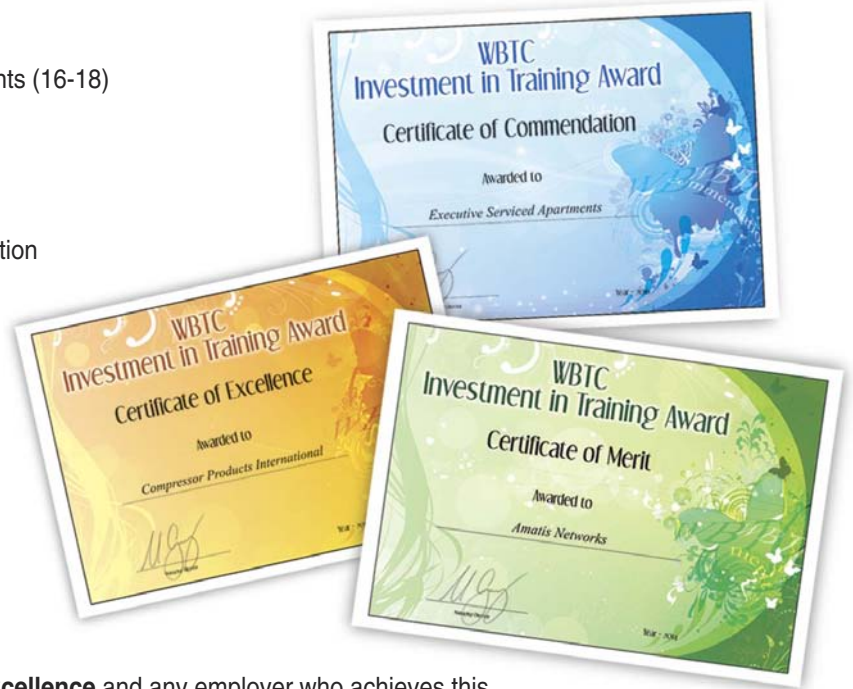 nts (16-18)
tion
WBTC
Investment in Training Award
Certificate of Commendation
Awarded to
Executive Serviced Apartments
WBTC
Investment in Training Award
Certificate of Excellence
Awarded to
Compressor Products International
WBTC
Investment in Training Award
Certificate of Merit
Awarded to
Amatis Networks
cellence and any employer who achieves this